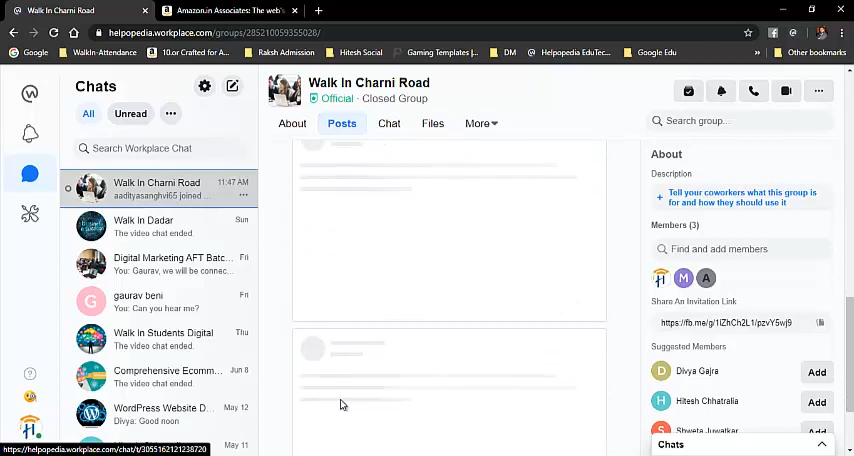 Walk In Charni Road
Amazon.in Associates: The web's
helpopedia.workplace.com/groups/285210059355028/
Google
WalkIn-Attendance
10.or Crafted for A...
Raksh Admission
Hitesh Social
Gaming Templates |...
DM
Helpopedia EduTec...
Google Edu
Other bookmarks
Chats
All
Unread
Search Workplace Chat
Walk In Charni Road
11:47 AM
aadityasanghvi65 joined ...
Walk In Dadar
Sun
The video chat ended.
Digital Marketing AFT Batc...
Fri
You: Gaurav, we will be connec...
gaurav beni
Fri
You: Can you hear me?
Walk In Students Digital
Thu
The video chat ended.
Comprehensive Ecomm...
Jun 8
The video chat ended.
WordPress Website D...
May 12
Divya: Good noon
May 11
https://helpopedia.workplace.com/chat/t/3055162121238720
Walk In Charni Road
Official · Closed Group
About
Posts
Chat
Files
More
Search group...
About
Description
+ Tell your coworkers what this group is
for and how they should use it
Members (3)
Find and add members
M
A
Share An Invitation Link
https://fb.me/g/1lZhCh2L1/pzvY5wj9
Suggested Members
D
Divya Gajra
Add
H
Hitesh Chhatralia
Add
S
Shweta Juwatkar
Add
Chats